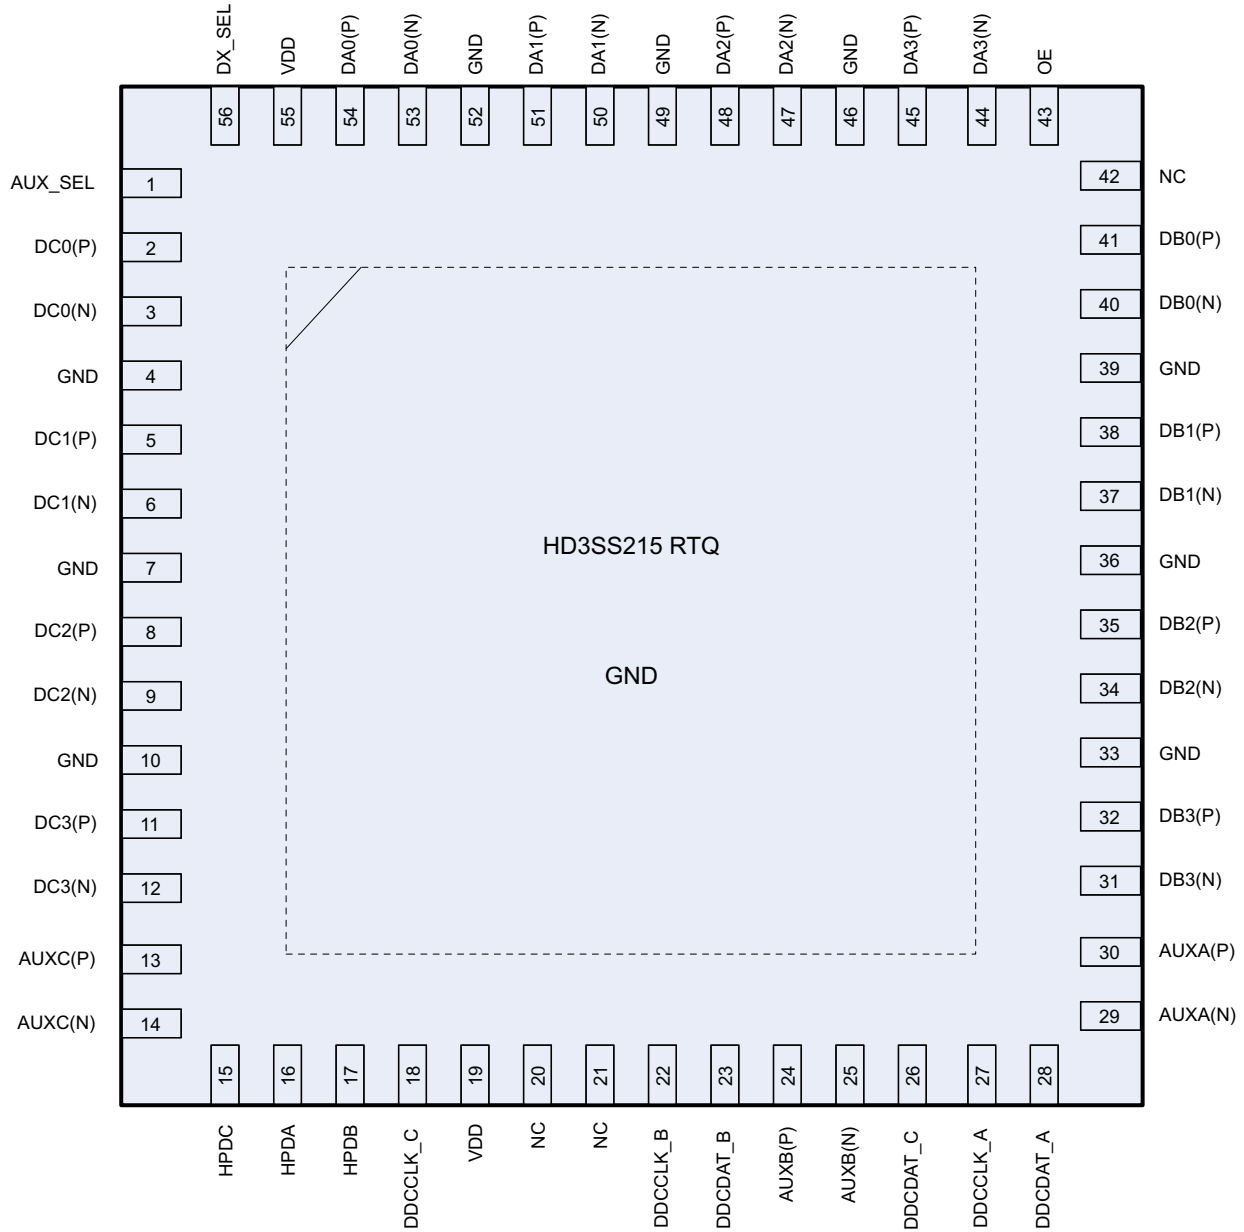 DX_SEL
VDD
DA0(P)
DA0(N)
GND
DA1(P)
DA1(N)
GND
DA2(P)
DA2(N)
GND
DA3(P)
DA3(N)
OE
56
55
54
53
52
51
50
49
48
47
46
45
44
43
AUX_SEL 1
42 NC
DC0(P) 2
41 DB0(P)
DC0(N) 3
40 DB0(N)
GND 4
39 GND
DC1(P) 5
38 DB1(P)
DC1(N) 6
37 DB1(N)
HD3SS215 RTQ
GND 7
36 GND
DC2(P) 8
35 DB2(P)
GND
DC2(N) 9
34 DB2(N)
GND 10
33 GND
DC3(P) 11
32 DB3(P)
DC3(N) 12
31 DB3(N)
AUXC(P) 13
30 AUXA(P)
AUXC(N) 14
29 AUXA(N)
15
16
17
18
19
20
21
22
23
24
25
26
27
28
HPDC
HPDA
HPDB
DDCCLK_C
VDD
NC
NC
DDCCLK_B
DDCDAT_B
AUXB(P)
AUXB(N)
DDCDAT_C
DDCCLK_A
DDCDAT_A